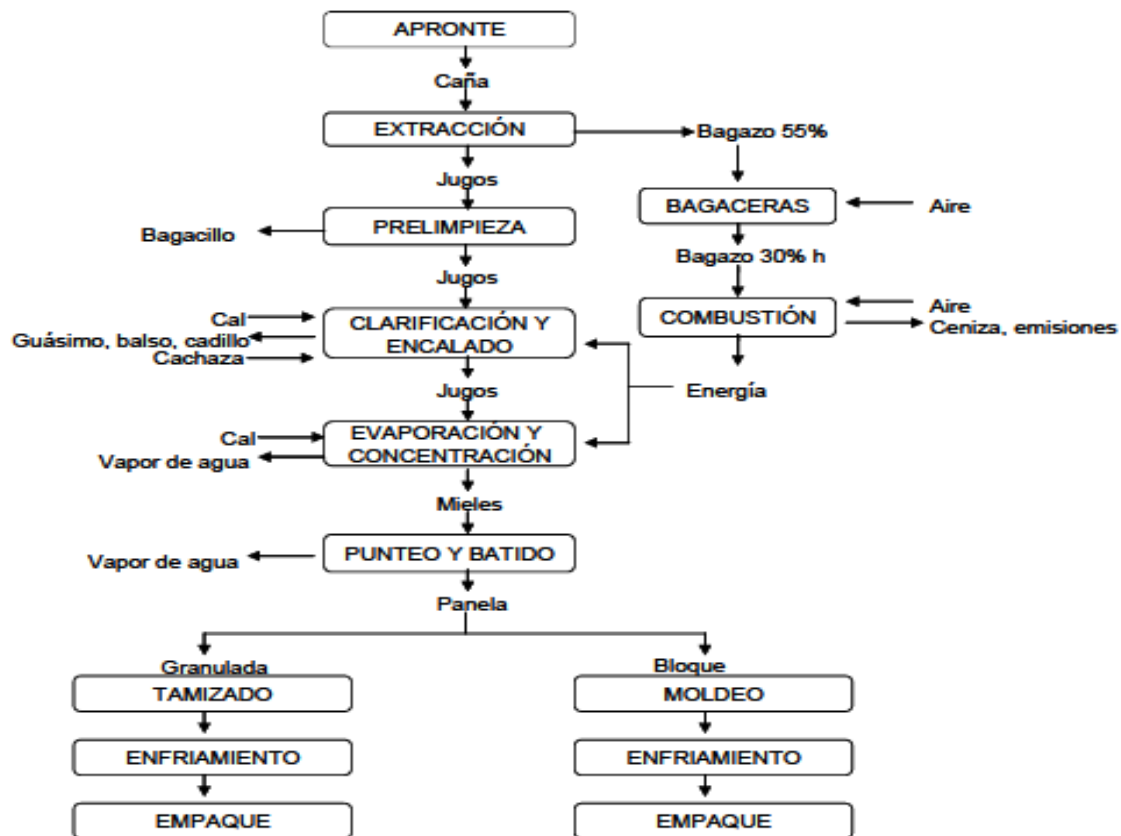 APRONTE
Caña
EXTRACCIÓN
Bagazo 55%
Jugos
BAGACERAS
Aire
PRELIMPIEZA
Bagacillo
Bagazo 30% h
Jugos
Cal
CLARIFICACIÓN Y
ENCALADO
Guásimo, balso, cadillo
Cachaza
COMBUSTIÓN
Aire
Ceniza, emisiones
Jugos
Energía
Cal
EVAPORACIÓN Y
CONCENTRACIÓN
Vapor de agua
Mieles
PUNTEO Y BATIDO
Vapor de agua
Panela
Granulada
Bloque
TAMIZADO
MOLDEO
ENFRIAMIENTO
ENFRIAMIENTO
EMPAQUE
EMPAQUE